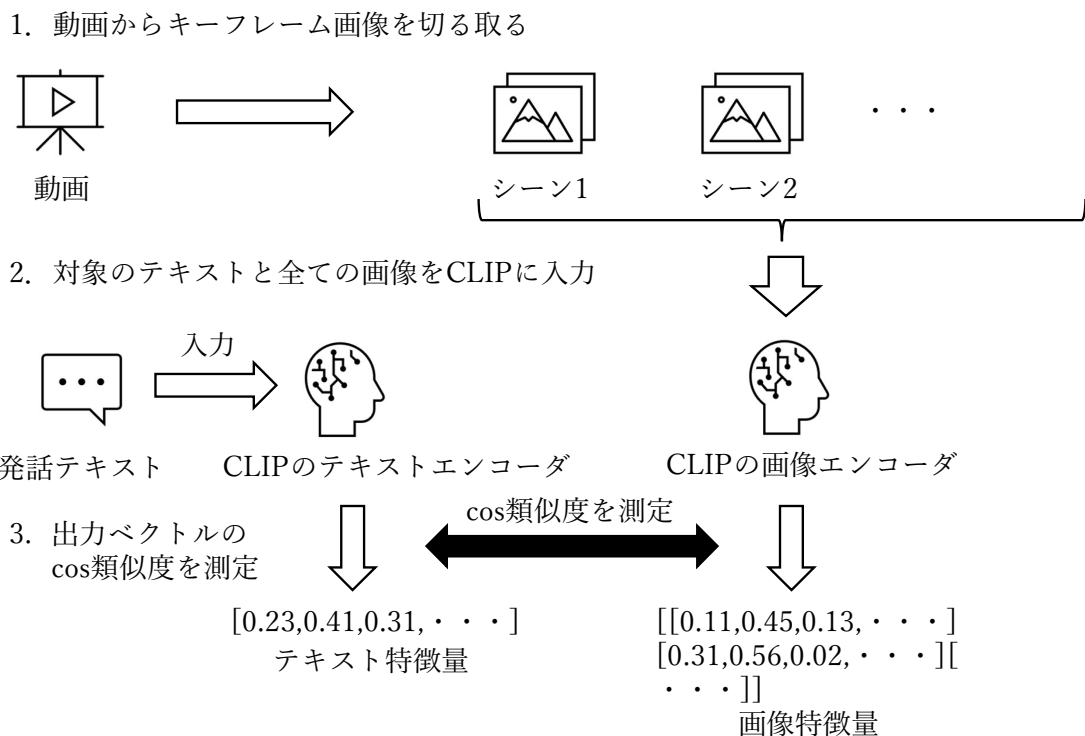 1. 動画からキーフレーム画像を切る取る
動画
シーン1
シーン2
・・・
2. 対象のテキストと全ての画像をCLIPに入力
入力
発話テキスト
CLIPのテキストエンコーダ
CLIPの画像エンコーダ
3. 出力ベクトルの
cos類似度を測定
cos類似度を測定
[0.23,0.41,0.31,・・・]
テキスト特徴量
[[0.11,0.45,0.13,・・・]
[0.31,0.56,0.02,・・・][
・・・]]
画像特徴量